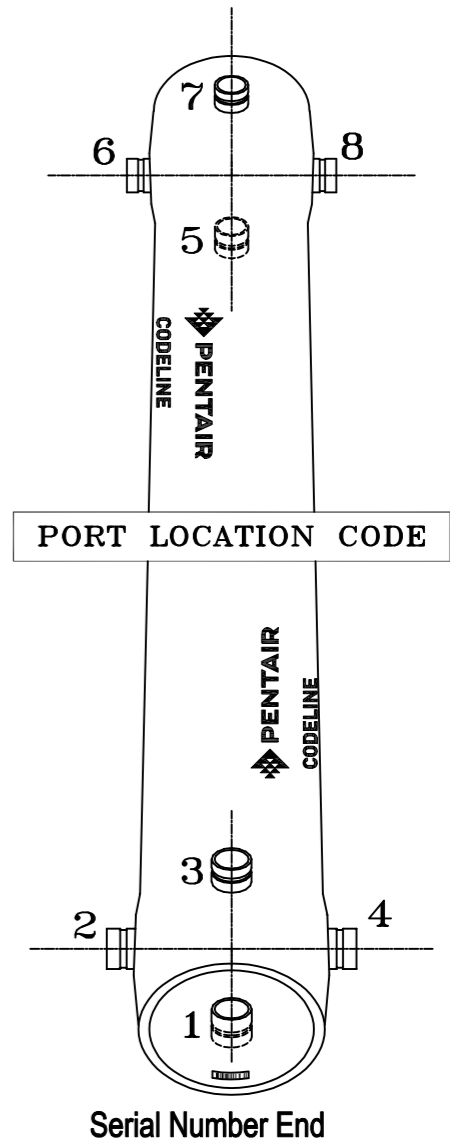 7
6
8
5
PENTAIR
CODELINE
PORT LOCATION CODE
PENTAIR
CODELINE
3
2
4
1
Serial Number End